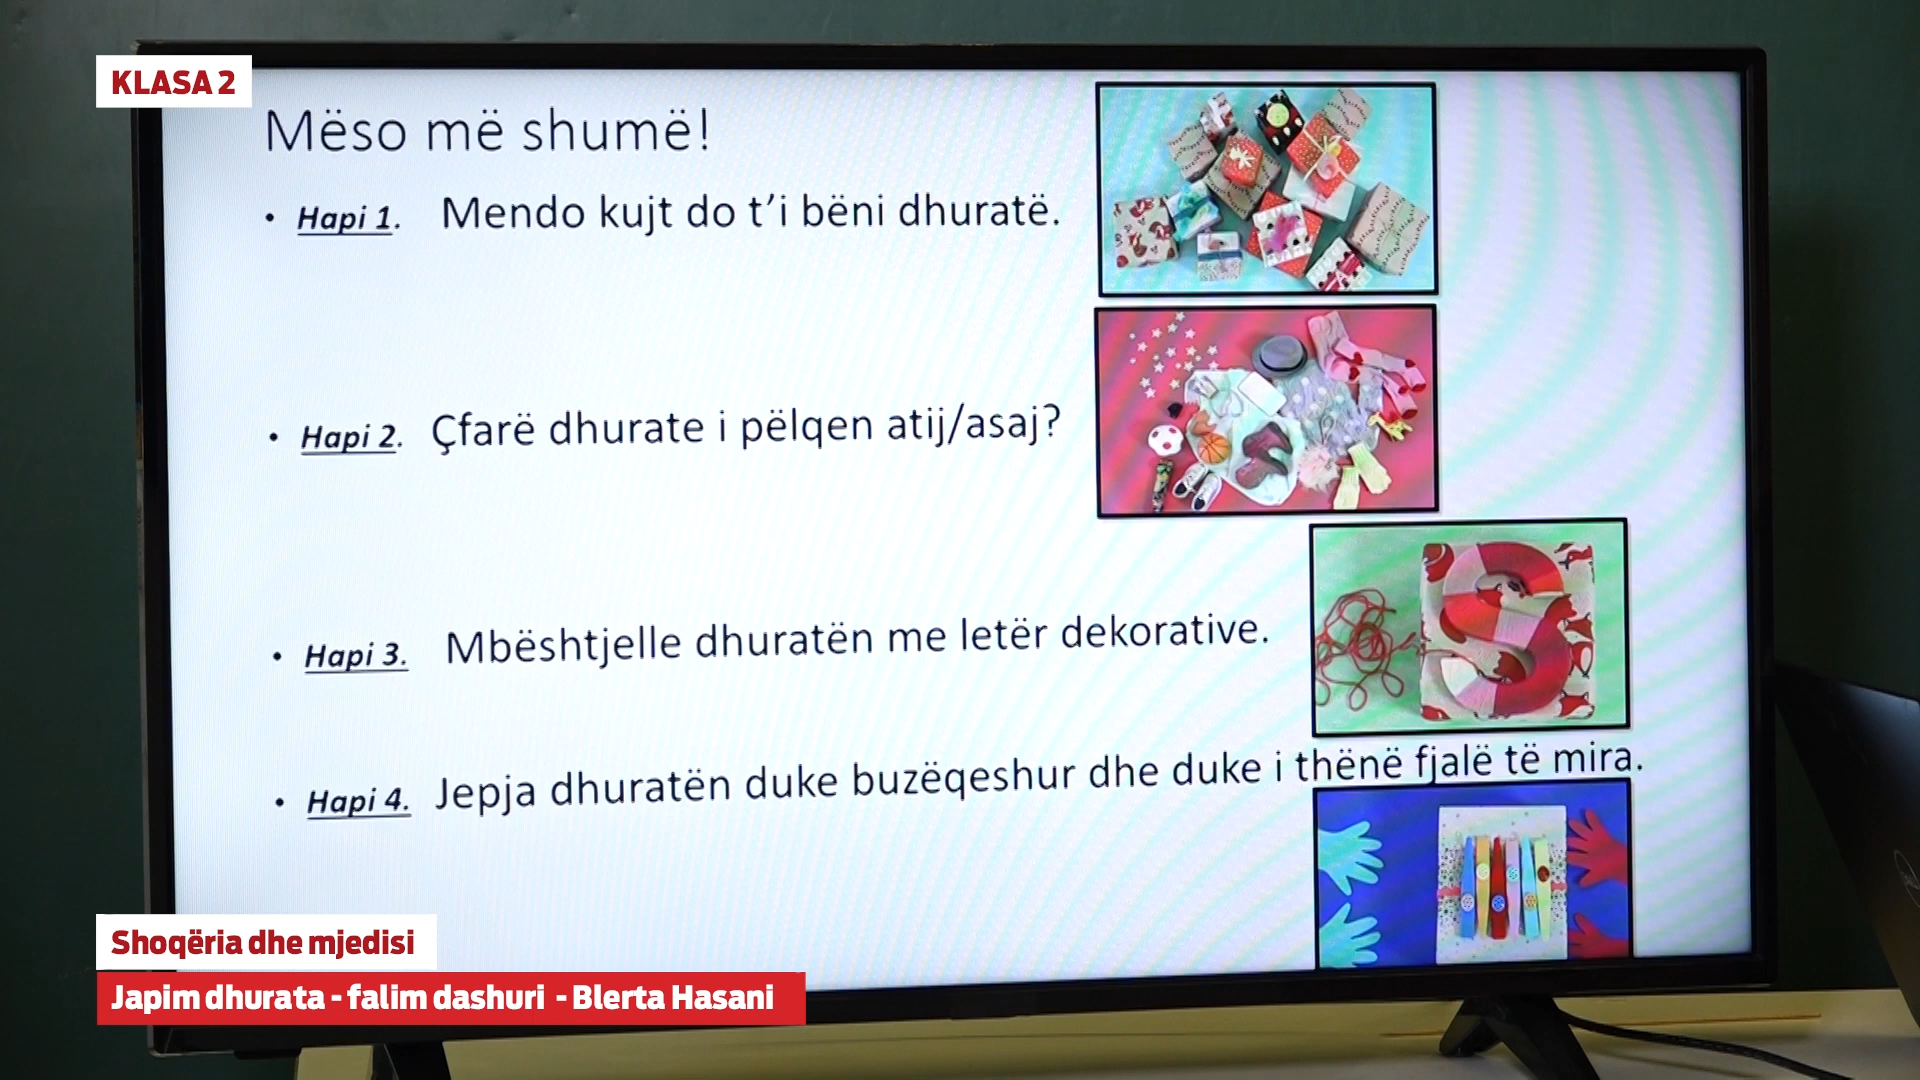 KLASA 2
Mëso më shumë!
• Hapi 1. Mendo kujt do t’i bëni dhuratë.
• Hapi 2. Çfarë dhurate i pëlqen atij/asaj?
• Hapi 3. Mbështjelle dhuratën me letër dekorative.
• Hapi 4. Jepja dhuratën duke buzëqeshur dhe duke i thënë fjalë të mira.
Shoqëria dhe mjedisi
Japim dhurata - falim dashuri - Blerta Hasani